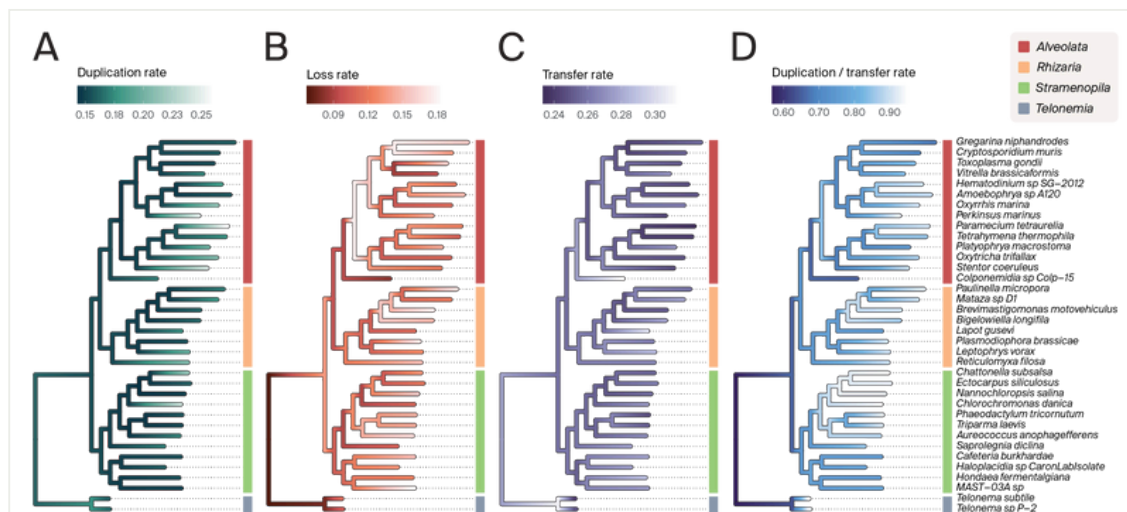 A
B
C
D
Duplication rate
0.15 0.18 0.20 0.23 0.25
Loss rate
0.09 0.12 0.15 0.18
Transfer rate
0.24 0.26 0.28 0.30
Duplication / transfer rate
0.60 0.70 0.80 0.90
Alveolata
Rhizaria
Stramenopila
Telonemia
Gregarina niphandrodes
Cryptosporidium muris
Toxoplasma gondii
Vitrella brassicaformis
Hematodinium sp SG-2012
Amoebophrya sp A120
Oxyrrhis marina
Perkinsus marinus
Paramecium tetraurelia
Tetrahymena thermophila
Platyophrya macrostoma
Oxytricha trifallax
Stentor coeruleus
Colponemidia sp Colp-15
Paulinella micropora
Mataza sp D1
Brevimastigomonas motovehiculus
Bigelowiella longifila
Lapot gusevi
Plasmodiophora brassicae
Leptophrys vorax
Reticulomyxa filosa
Chattonella subsalsa
Ectocarpus siliculosus
Nannochloropsis salina
Chlorochromonas danica
Phaeodactylum tricornutum
Triparma laevis
Aureococcus anophagefferens
Saprolegnia diclina
Cafeteria burkhardae
Haloplacidia sp CaronLabIsolate
Hondaea fermentalgiana
MAST-03A sp
Telonema subtile
Telonema sp P-2